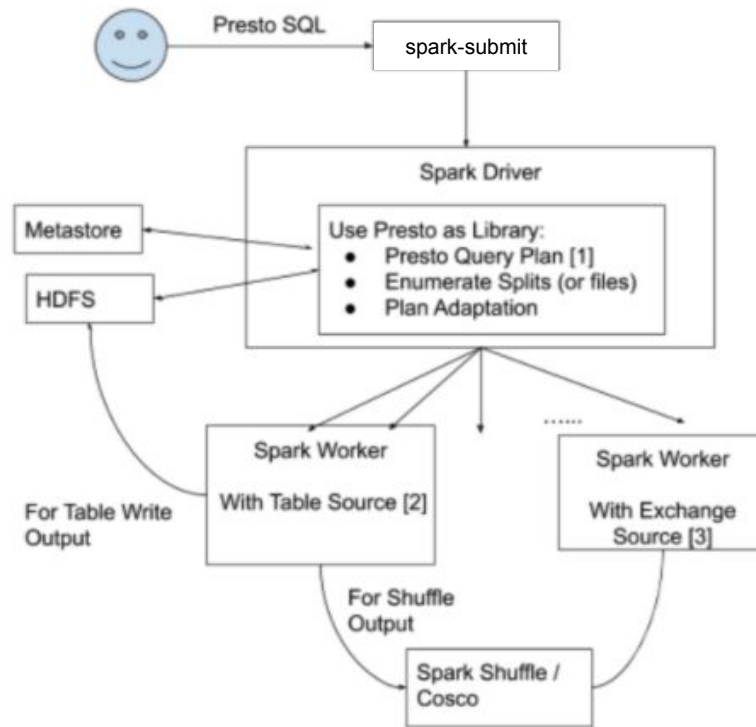 Presto SQL
spark-submit
Spark Driver
Metastore
Use Presto as Library:
● Presto Query Plan [1]
● Enumerate Splits (or files)
● Plan Adaptation
HDFS
......
Spark Worker
With Table Source [2]
Spark Worker
With Exchange
Source [3]
For Table Write
Output
For Shuffle
Output
Spark Shuffle /
Cosco